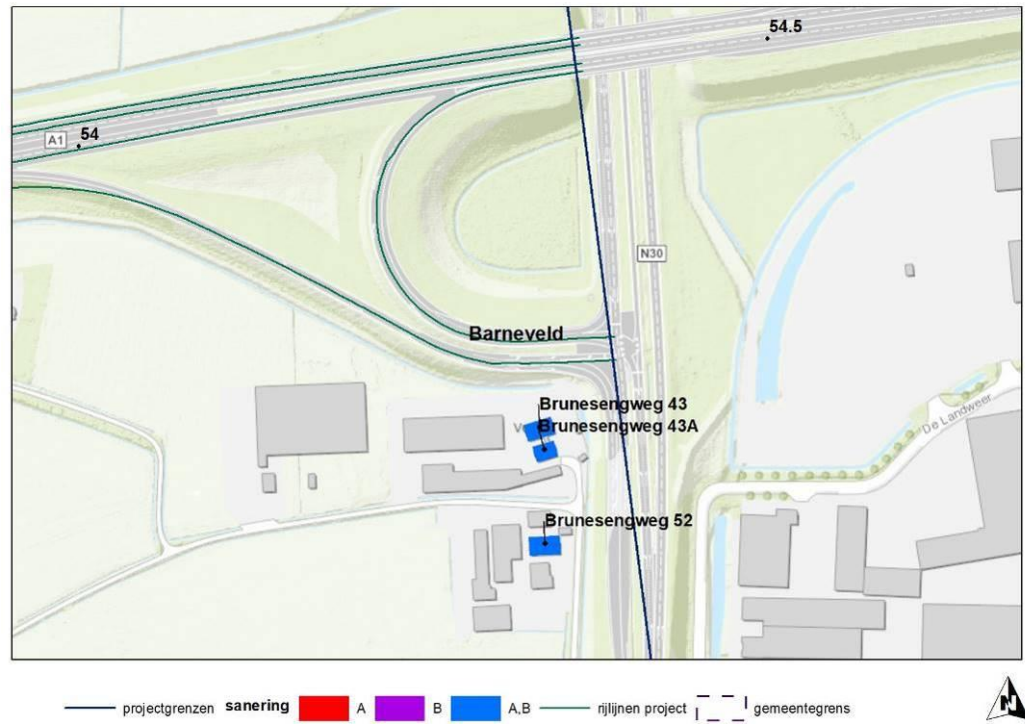 54.5
54
A1
N30
Barneveld
Brunesengweg 43
Brunesengweg 43A
De Landweer
Brunesengweg 52
projectgrenzen sanering A B A,B rijlijnen project gemeentegrens
N